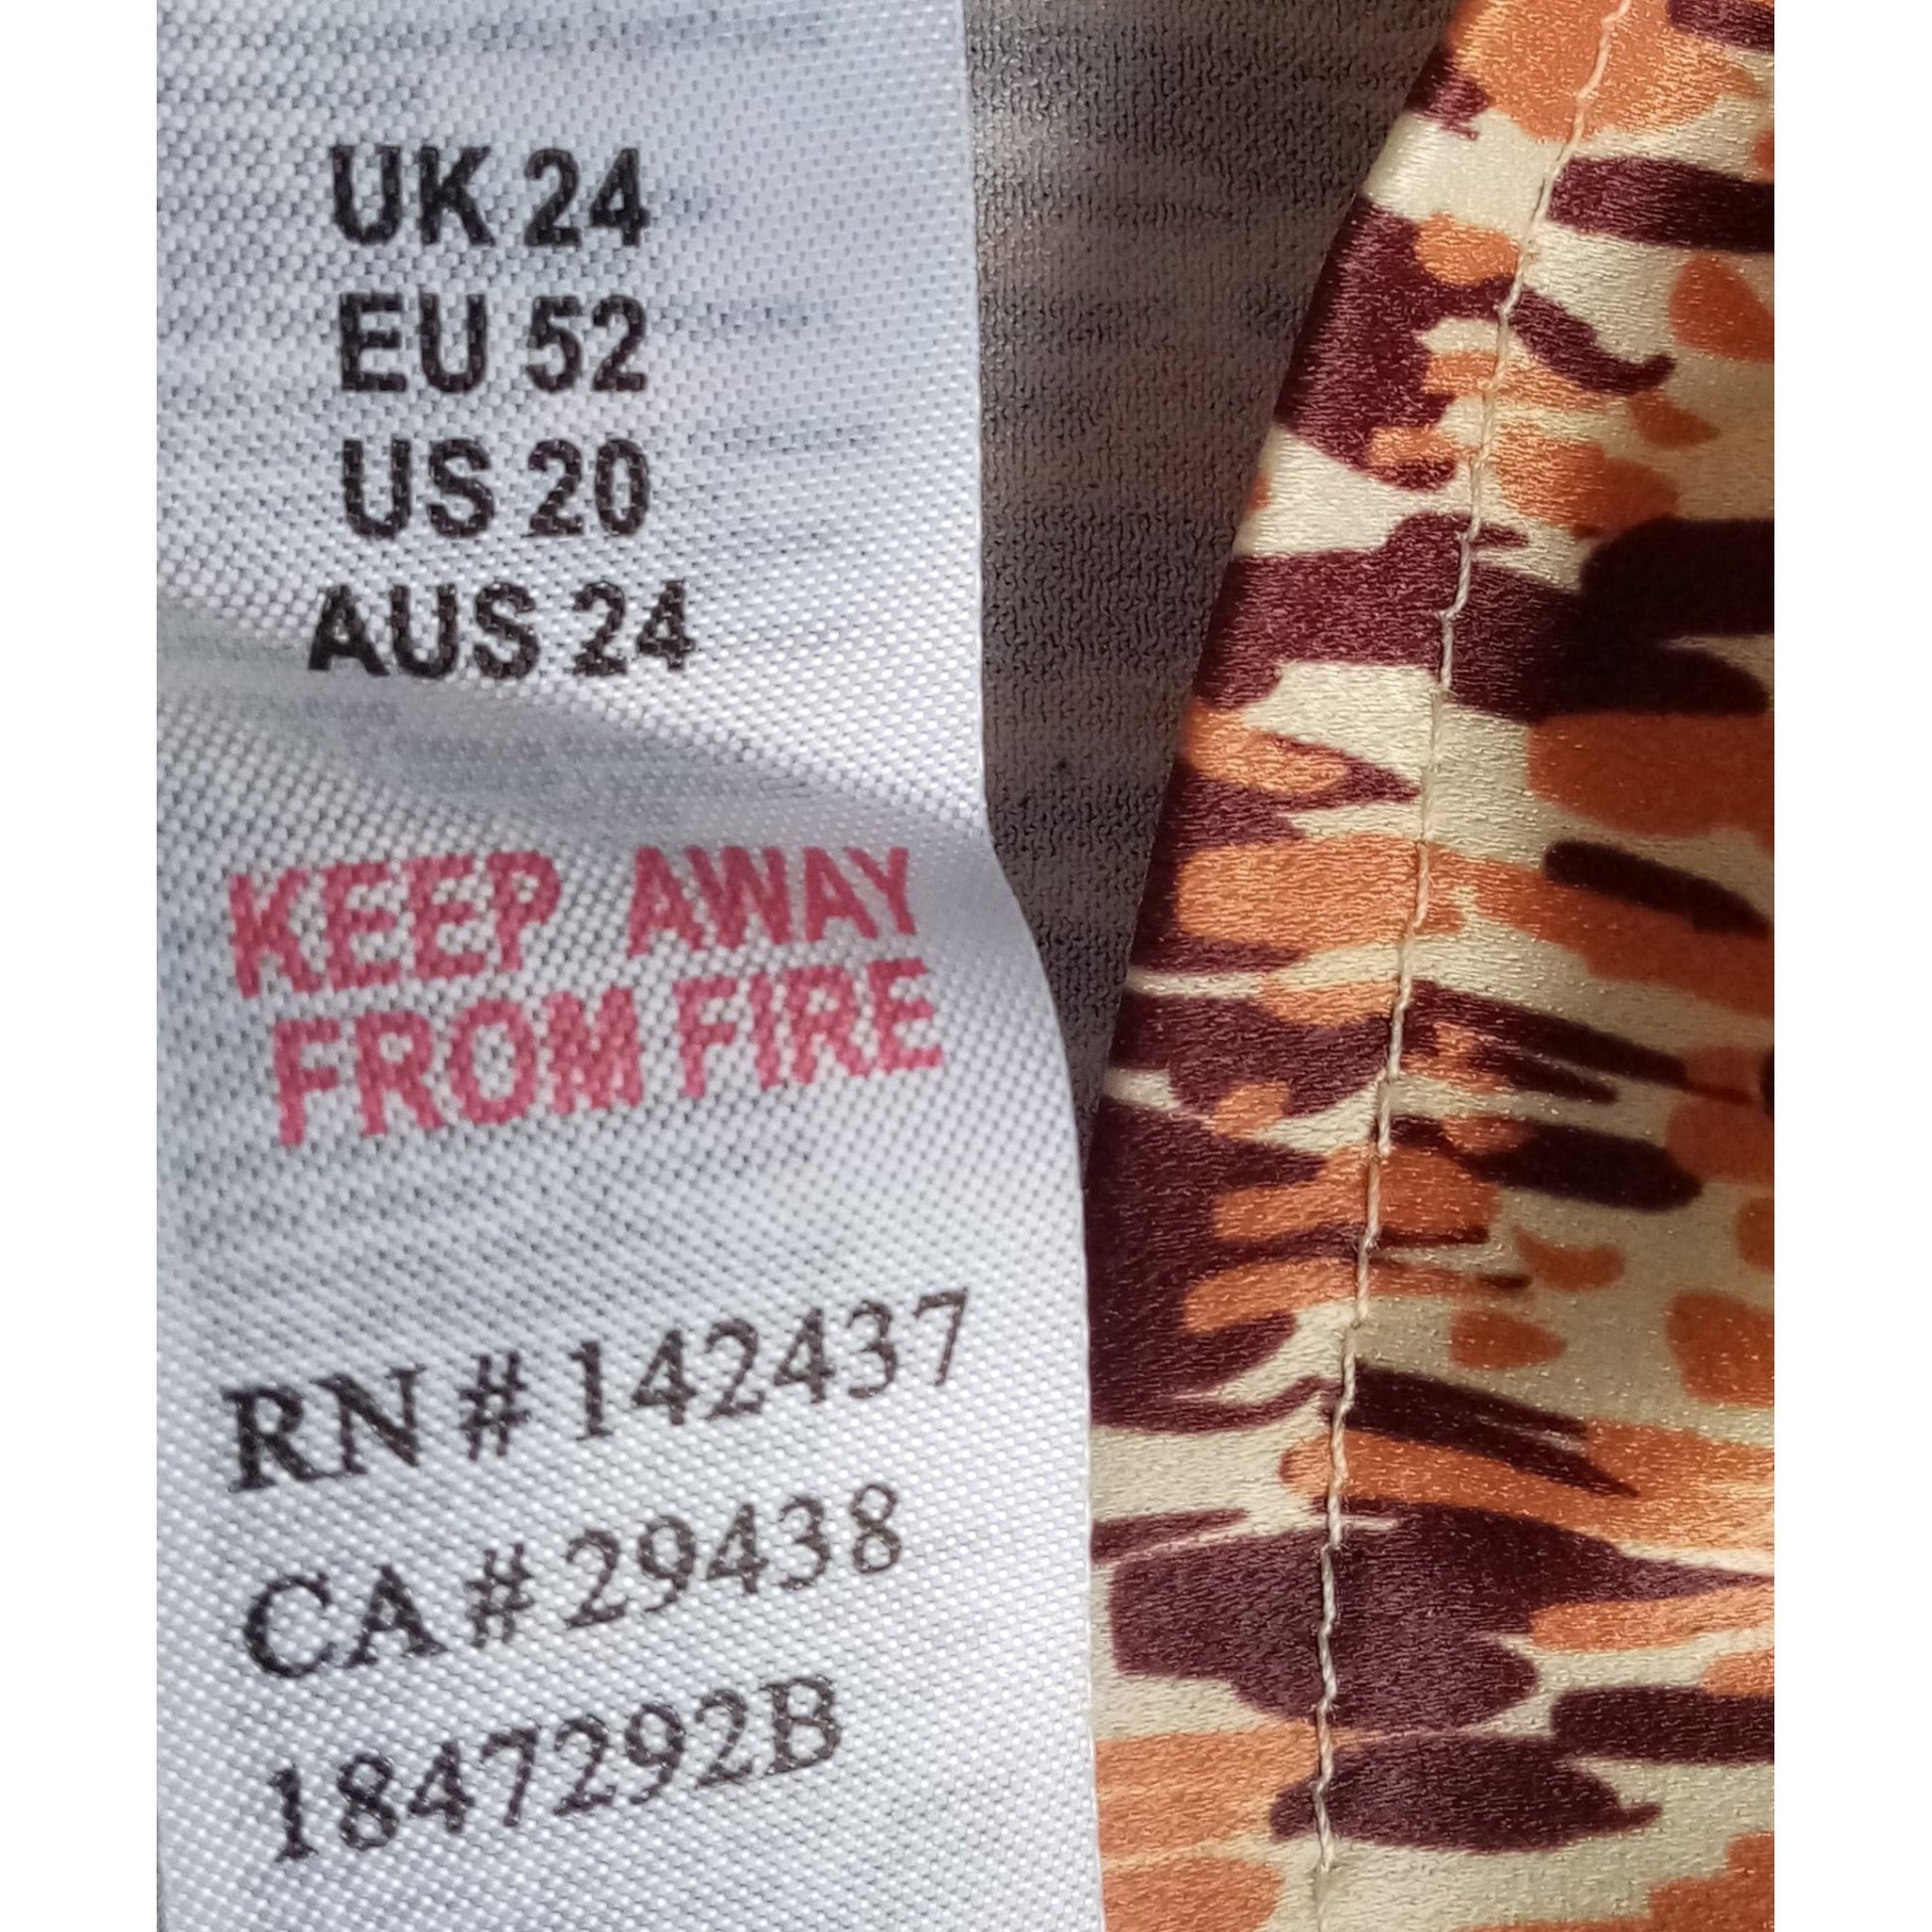 UK 24
EU 52
US 20
AUS 24
KEEP AWAY
FROM FIRE
RN # 142437
CA # 29438
1847292B